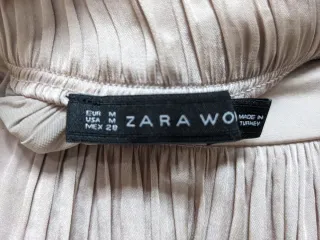 EUR M
USA M
MEX 28
ZARA WO
MADE IN
TURKEY